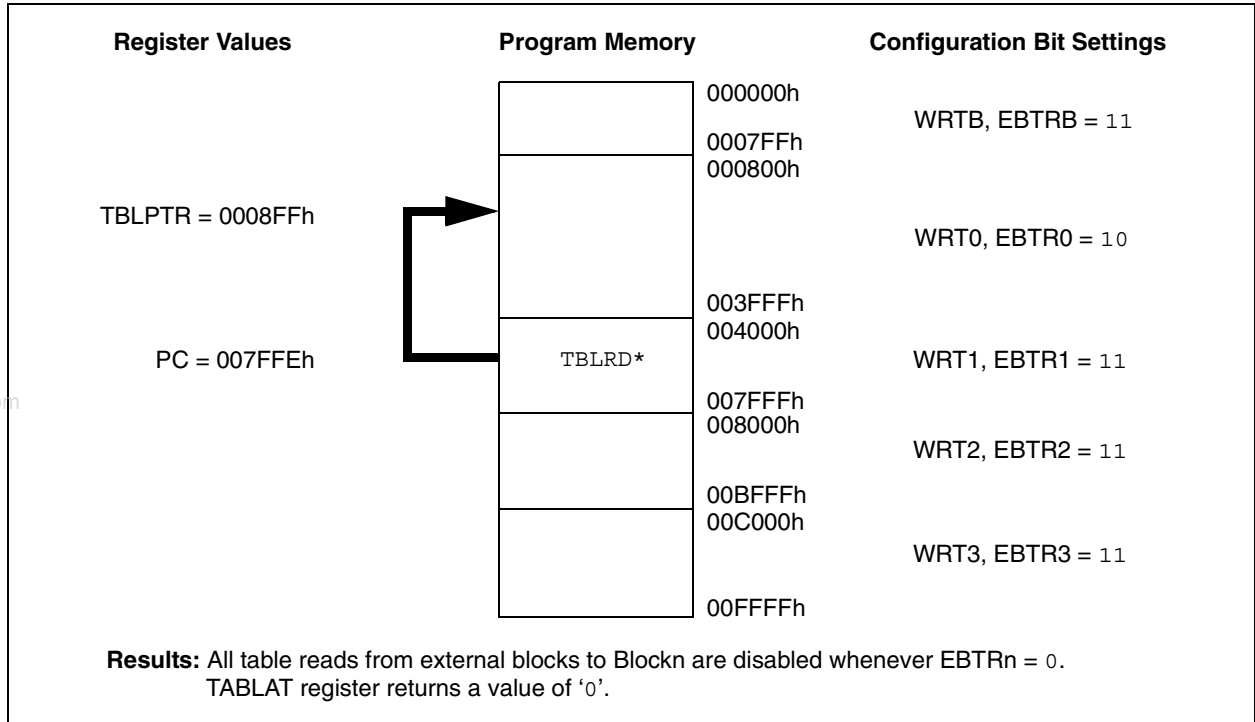 Register Values Program Memory Configuration Bit Settings
000000h
WRTB, EBTRB = 11
0007FFh
000800h
TBLPTR = 0008FFh
WRT0, EBTR0 = 10
003FFFh
004000h
PC = 007FFEh TBLRD* WRT1, EBTR1 = 11
007FFFh
008000h
WRT2, EBTR2 = 11
00BFFFh
00C000h
WRT3, EBTR3 = 11
00FFFFh
Results: All table reads from external blocks to Blockn are disabled whenever EBTRn = 0.
TABLAT register returns a value of ‘0’.